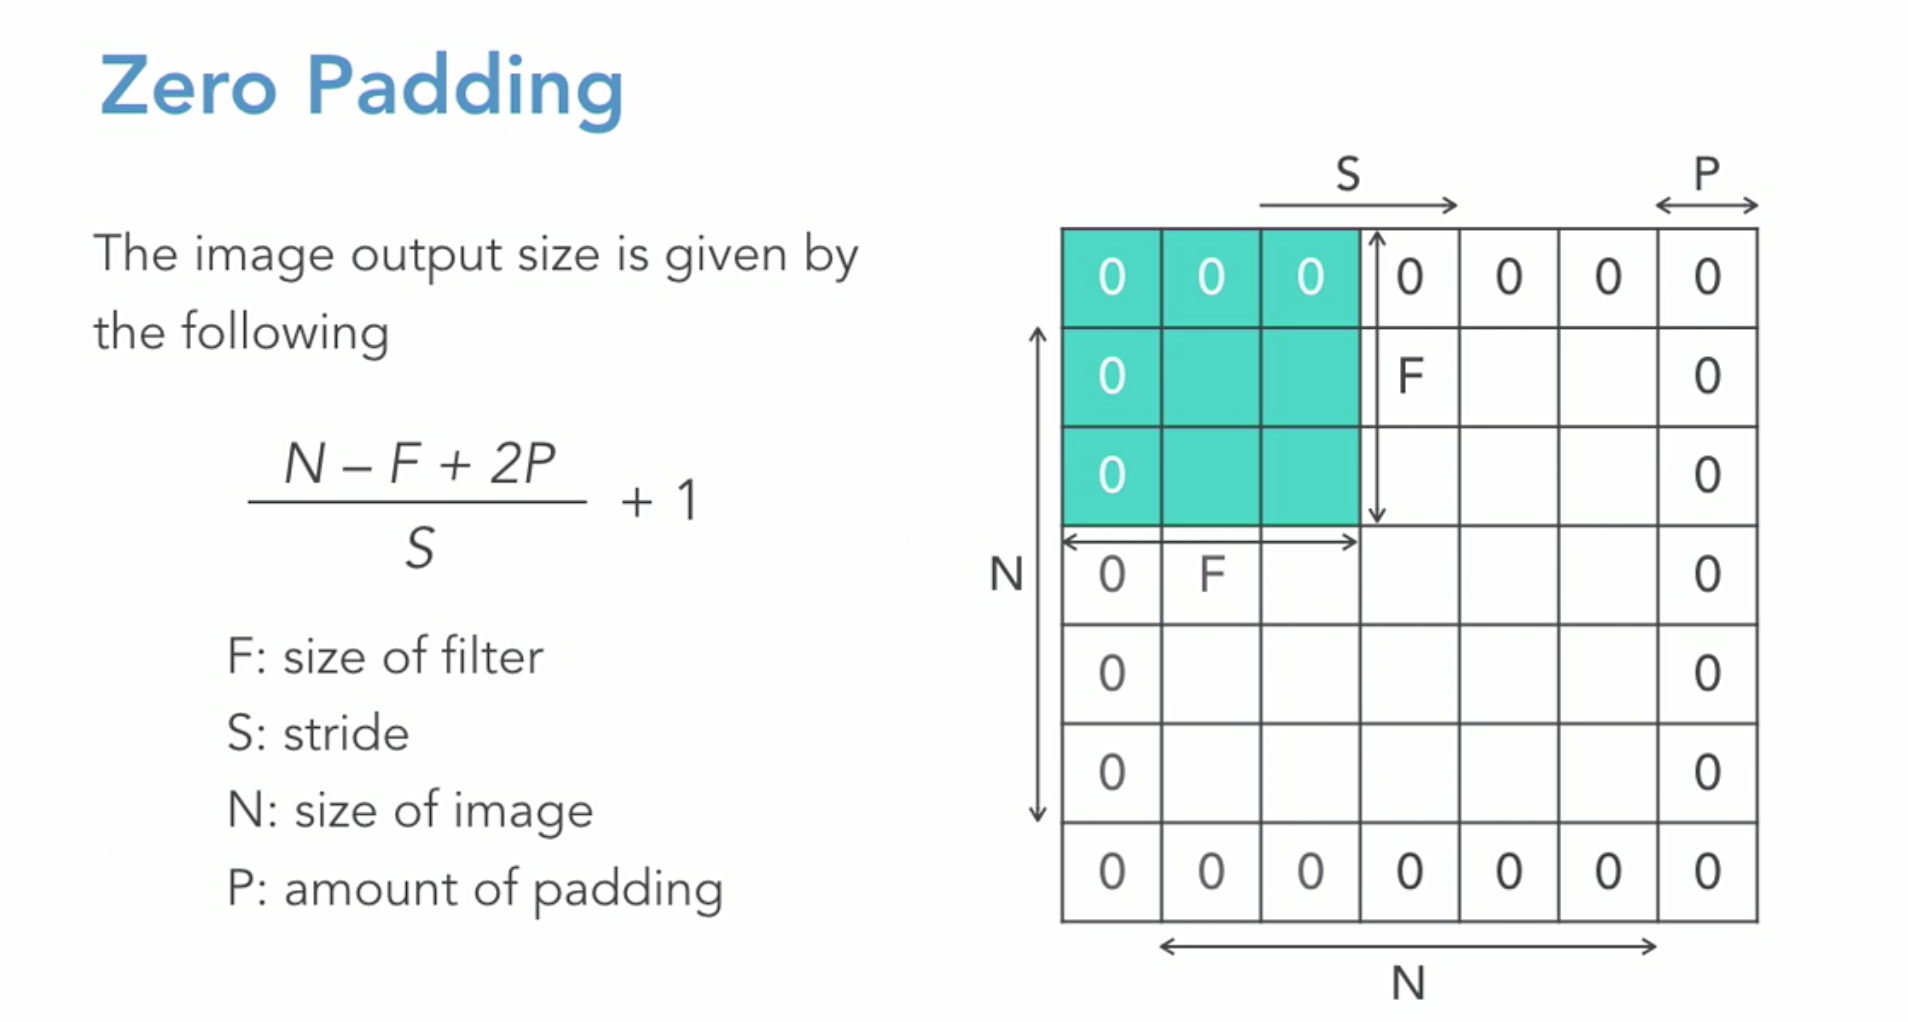 Zero Padding
The image output size is given by
the following
N – F + 2P
S
+ 1
F: size of filter
S: stride
N: size of image
P: amount of padding
S
P
0 0 0 0 0 0 0
0 F 0
0 0
N
0 F 0
0 0
0 0
0 0 0 0 0 0 0
N